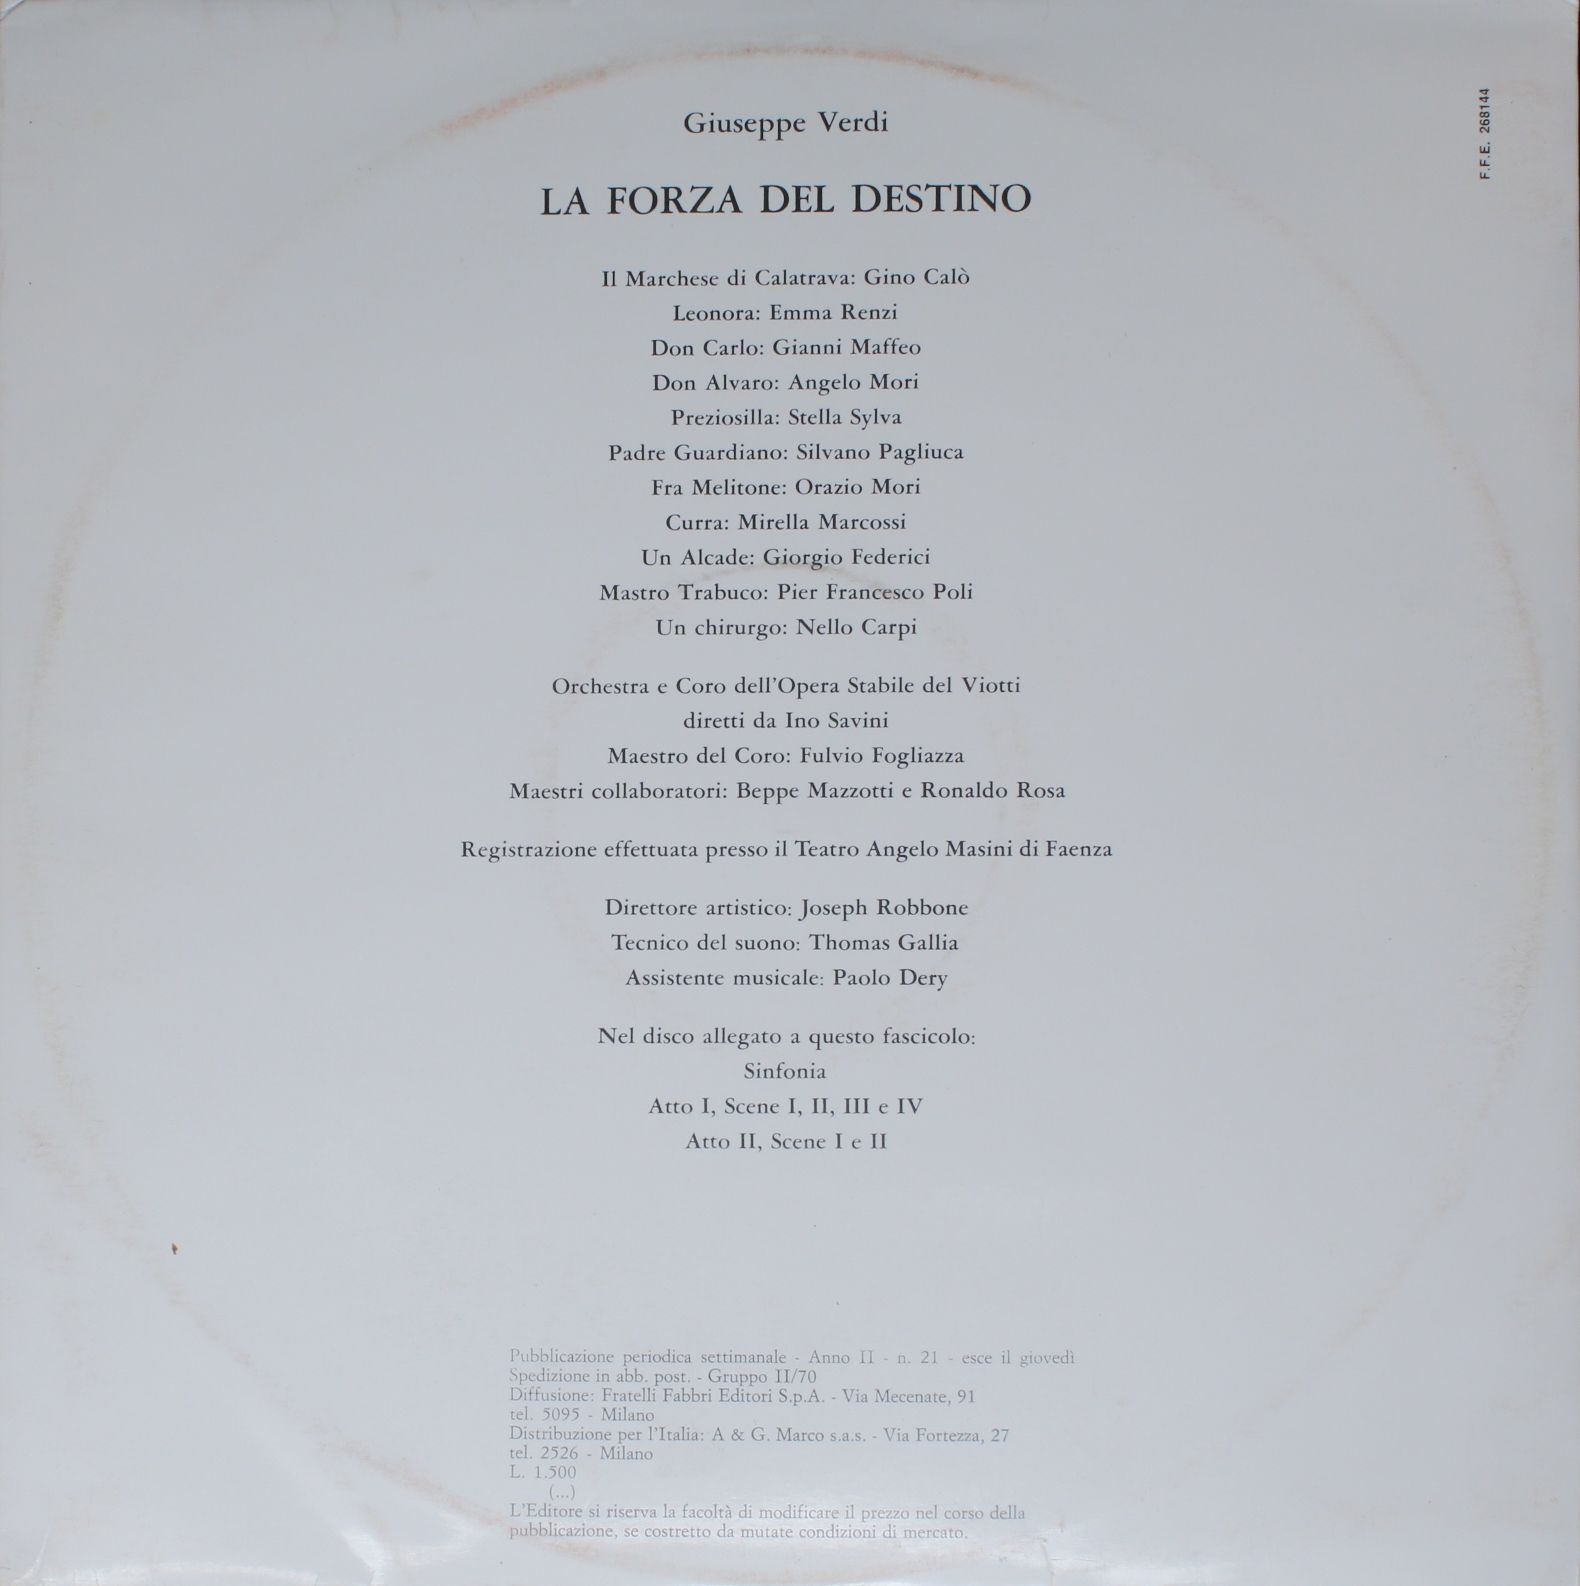 Giuseppe Verdi
LA FORZA DEL DESTINO
Il Marchese di Calatrava: Gino Calò
Leonora: Emma Renzi
Don Carlo: Gianni Maffeo
Don Alvaro: Angelo Mori
Preziosilla: Stella Sylva
Padre Guardiano: Silvano Pagliuca
Fra Melitone: Orazio Mori
Curra: Mirella Marcossi
Un Alcade: Giorgio Federici
Mastro Trabuco: Pier Francesco Poli
Un chirurgo: Nello Carpi
Orchestra e Coro dell'Opera Stabile del Viotti
diretti da Ino Savini
Maestro del Coro: Fulvio Fogliazza
Maestri collaboratori: Beppe Mazzotti e Ronaldo Rosa
Registrazione effettuata presso il Teatro Angelo Masini di Faenza
Direttore artistico: Joseph Robbone
Tecnico del suono: Thomas Gallia
Assistente musicale: Paolo Dery
Nel disco allegato a questo fascicolo:
Sinfonia
Atto I, Scene I, II, III e IV
Atto II, Scene I e II
Pubblicazione periodica settimanale - Anno II - n. 21 - esce il giovedì
Spedizione in abb. post. - Gruppo II/70
Diffusione: Fratelli Fabbri Editori S.p.A. - Via Mecenate, 91
tel. 5095 - Milano
Distribuzione per l'Italia: A & G. Marco s.a.s. - Via Fortezza, 27
tel. 2526 - Milano
L. 1.500
(...)
L'Editore si riserva la facoltà di modificare il prezzo nel corso della
pubblicazione, se costretto da mutate condizioni di mercato.
F.F.E. 268144